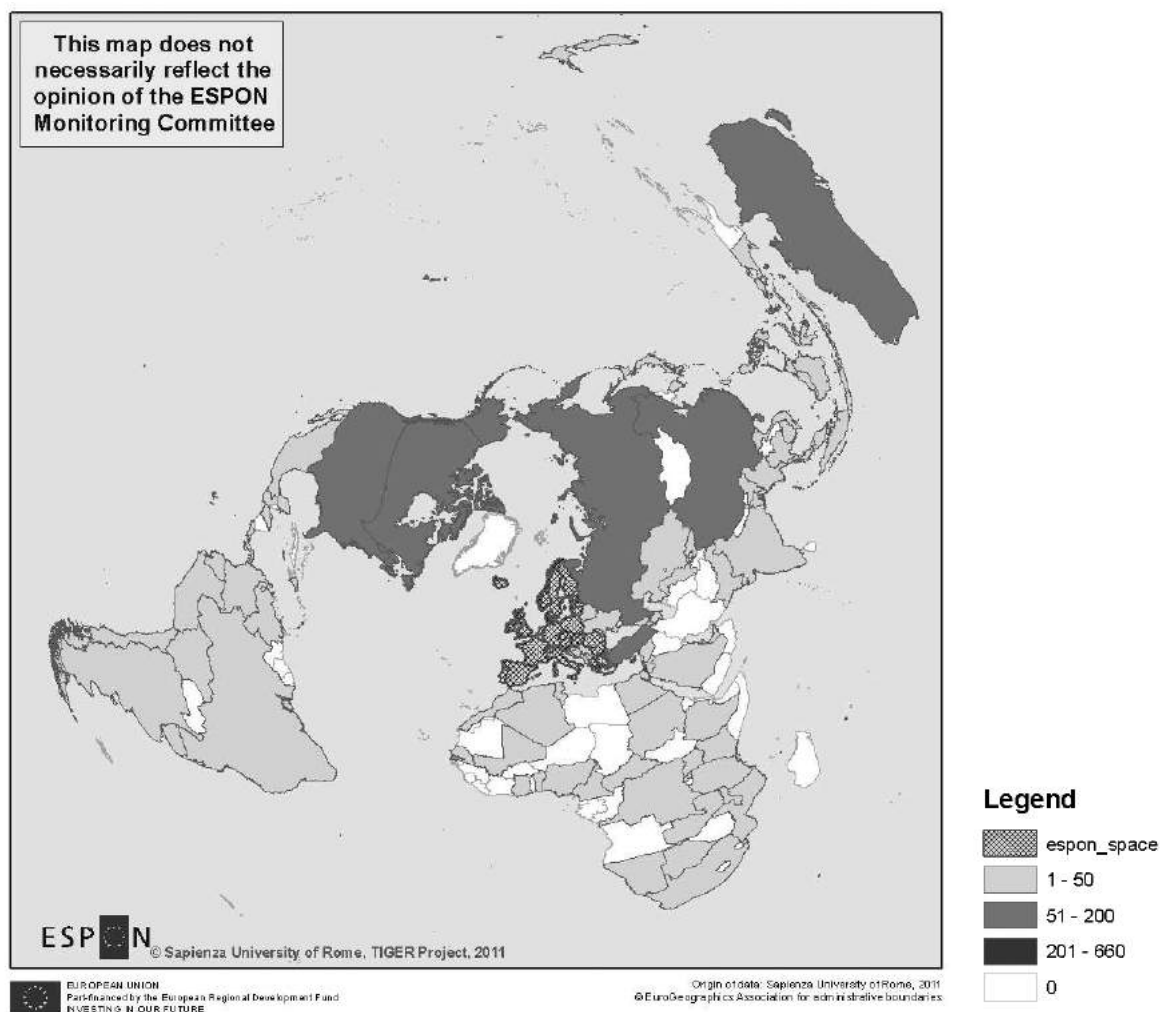 This map does not
necessarily reflect the
opinion of the ESPON
Monitoring Committee
Legend
espon_space
1 - 50
51 - 200
201 - 660
0
ESPON
© Sapienza University of Rome, TIGER Project, 2011
EUROPEAN UNION
Part-financed by the European Regional Development Fund
INVESTING IN OUR FUTURE
Origin of data: Sapienza University of Rome, 2011
© EuroGeographics Association for administrative boundaries